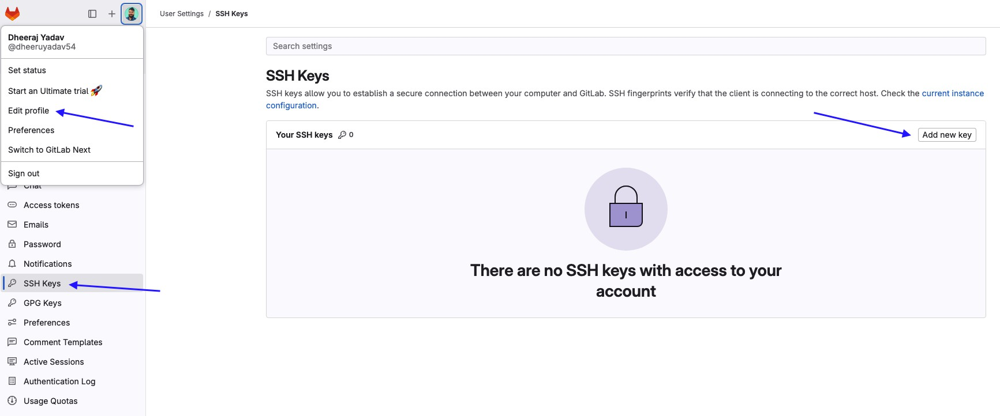 User Settings / SSH Keys
Dheeraj Yadav
@dheeruyadav54
Set status
Start an Ultimate trial 🚀
Edit profile
Preferences
Switch to GitLab Next
Sign out
Chat
Access tokens
Emails
Password
Notifications
SSH Keys
GPG Keys
Preferences
Comment Templates
Active Sessions
Authentication Log
Usage Quotas
Search settings
SSH Keys
SSH keys allow you to establish a secure connection between your computer and GitLab. SSH fingerprints verify that the client is connecting to the correct host. Check the current instance
configuration.
Your SSH keys 0
Add new key
There are no SSH keys with access to your
account